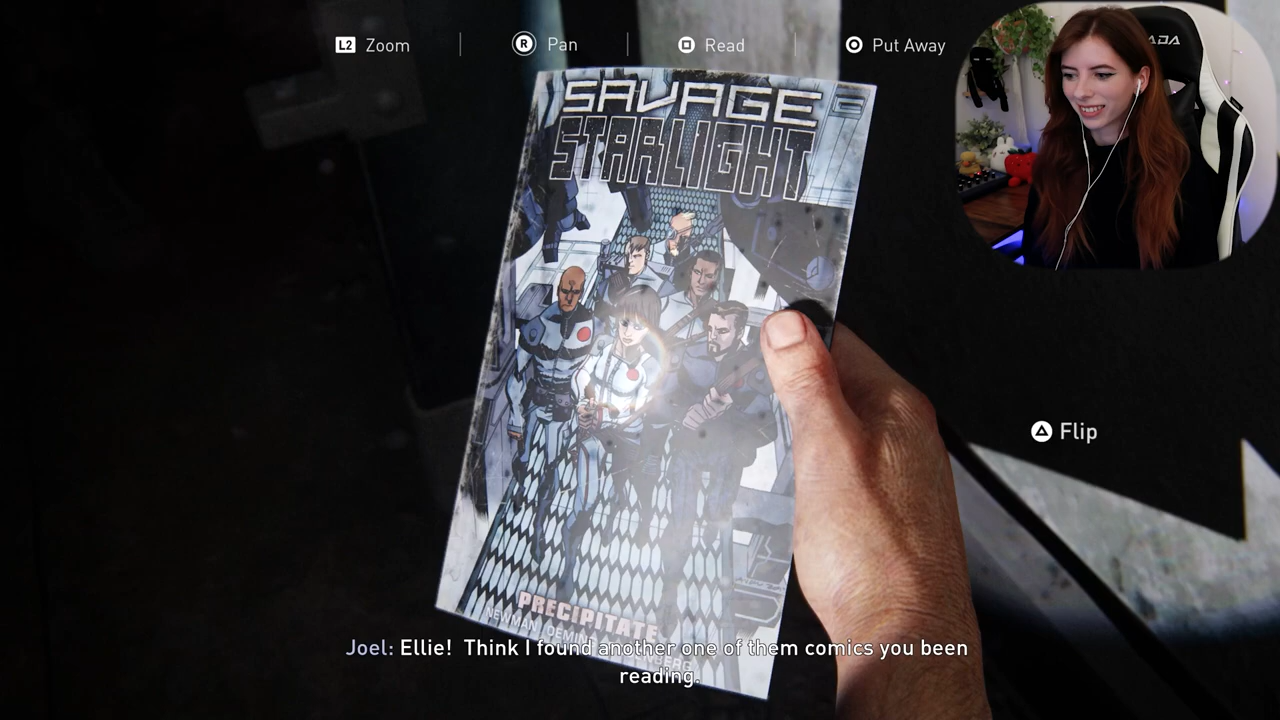 L2 Zoom
R Pan
Read
Put Away
ADA
SAVAGE
STARLIGHT
Flip
PRECIPITATE
Joel: Ellie! Think I found another one of them comics you been
reading.